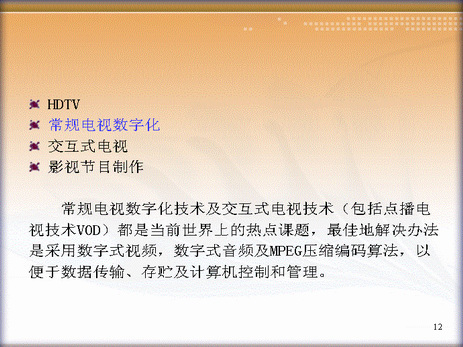 HDTV
常规电视数字化
交互式电视
影视节目制作
常规电视数字化技术及交互式电视技术（包括点播电
视技术VOD）都是当前世界上的热点课题，最佳地解决办法
是采用数字式视频，数字式音频及MPEG压缩编码算法，以
便于数据传输、存贮及计算机控制和管理。
12